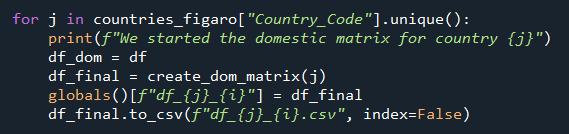 for j in countries_figaro["Country_Code"].unique():
    print(f"We started the domestic matrix for country {j}")
    df_dom = df
    df_final = create_dom_matrix(j)
    globals()[f"df_{j}_{i}"] = df_final
    df_final.to_csv(f"df_{j}_{i}.csv", index=False)